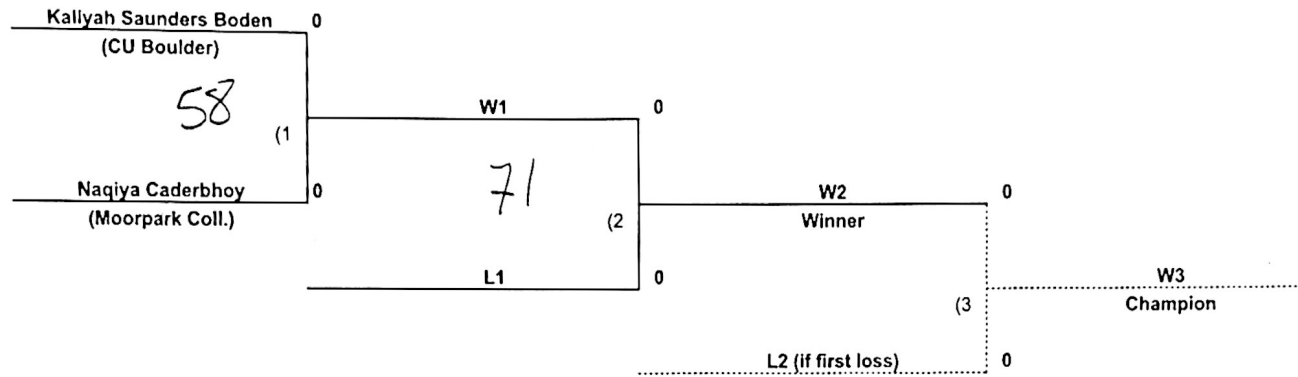 Kaliyah Saunders Boden 0
(CU Boulder)
58
(1
W1 0
Naqiya Caderbhoy 0
(Moorpark Coll.)
71
(2
W2 0
Winner
L1 0
(3
W3
Champion
L2 (if first loss) 0